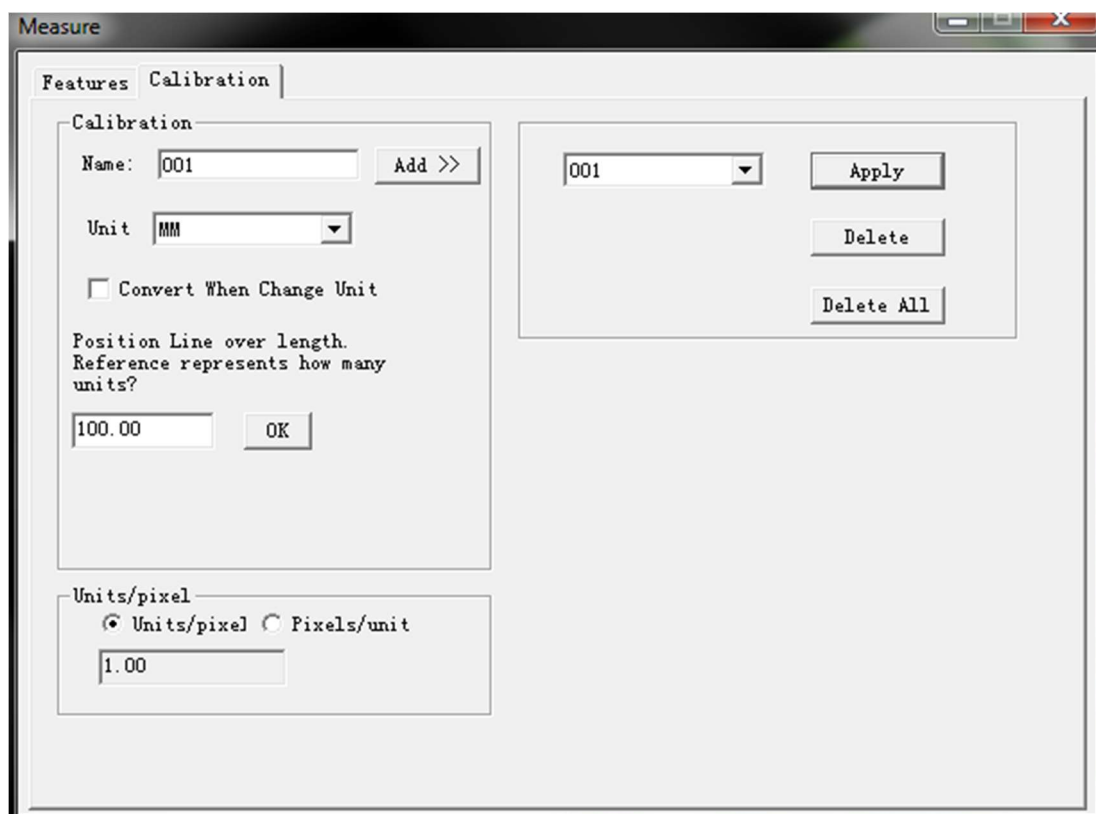 Measure
Features Calibration
Calibration
Name: 001 Add >>
Unit MM
Convert When Change Unit
Position Line over length.
Reference represents how many
units?
100.00 OK
Units/pixel
Units/pixel Pixels/unit
1.00
001 Apply
Delete
Delete All